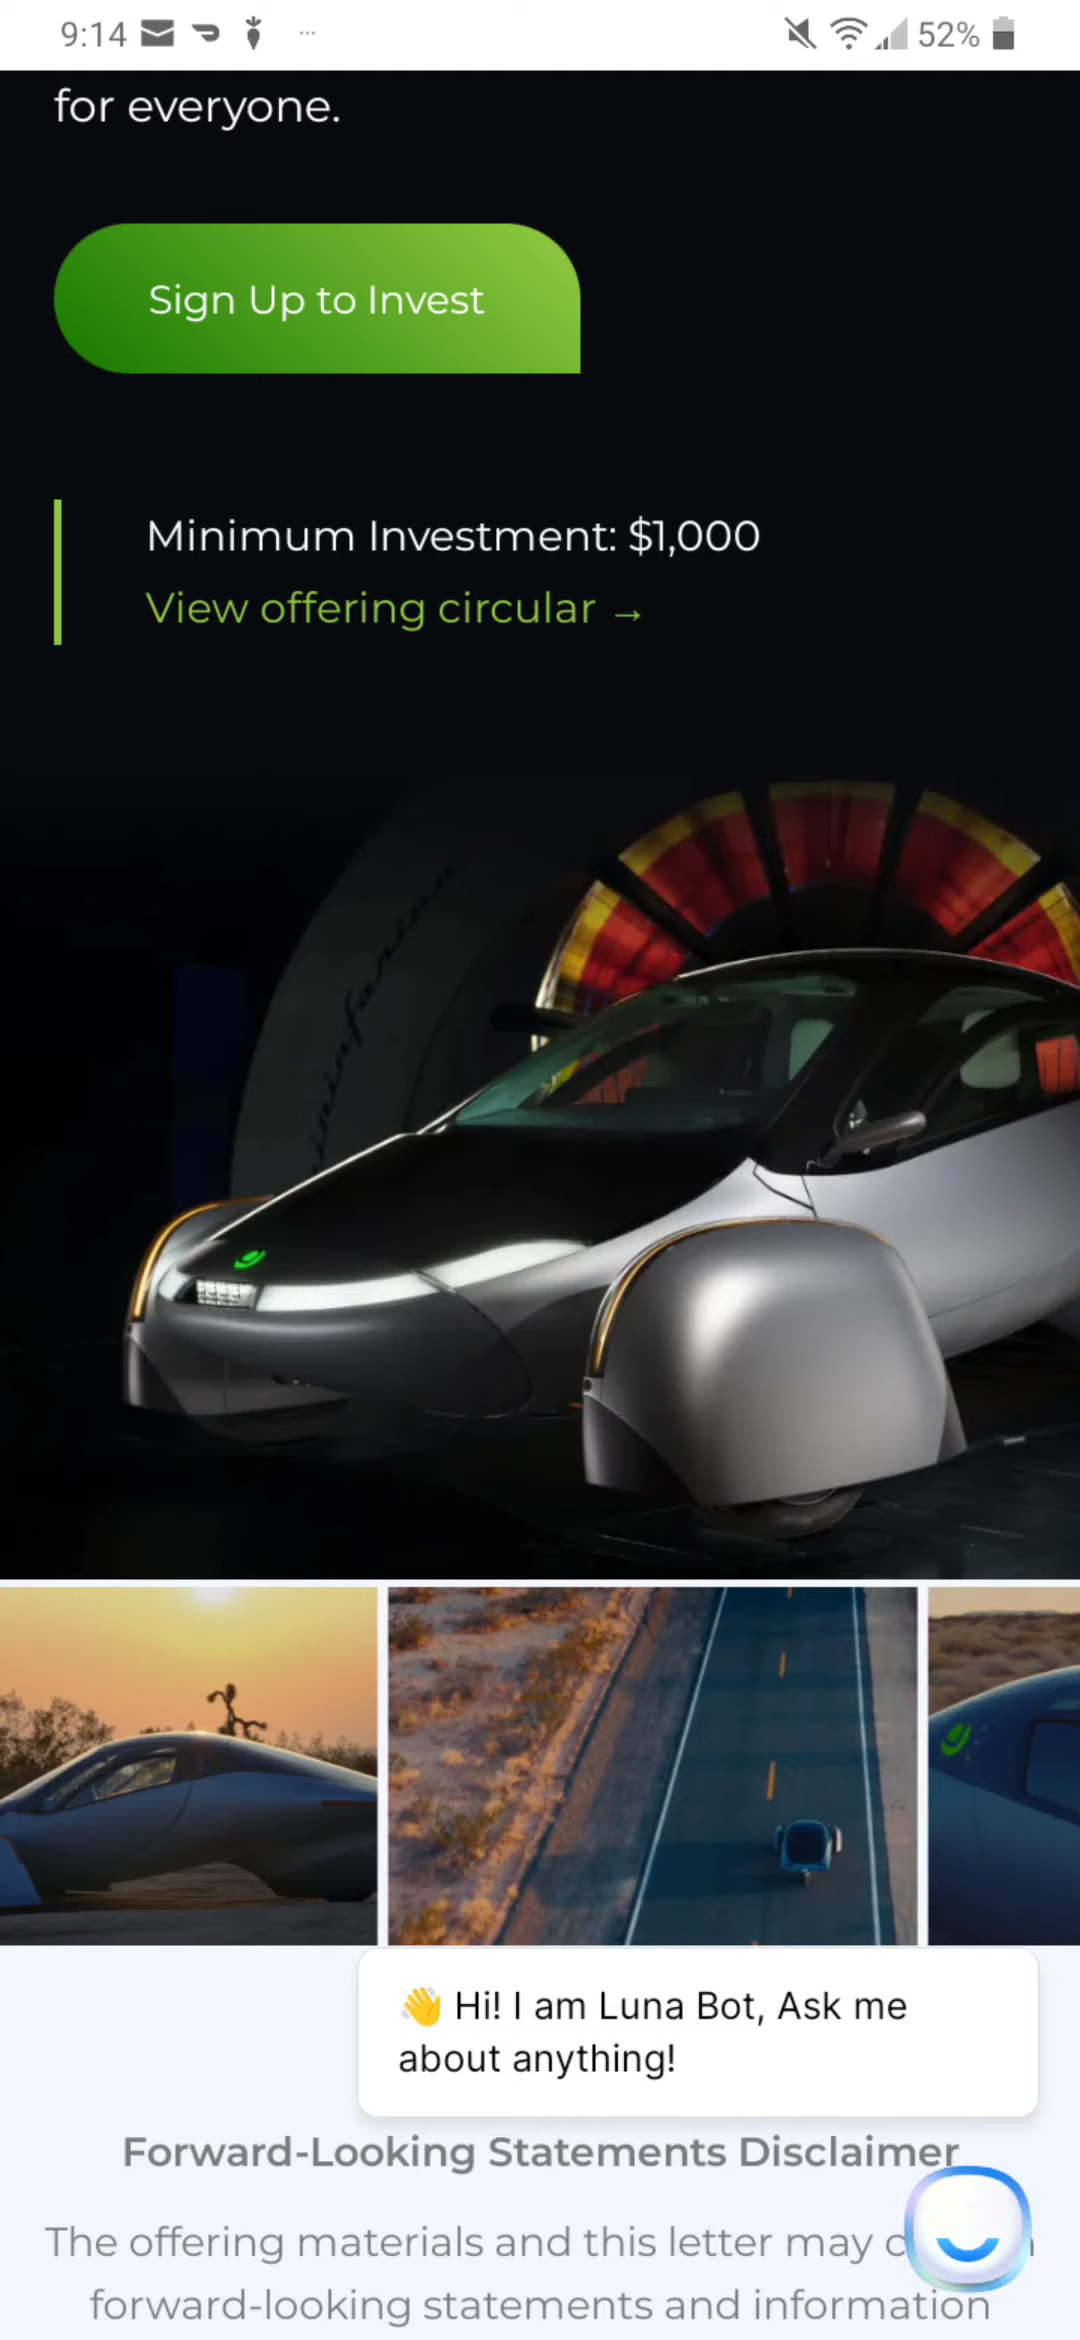 9:14
52%
for everyone.
Sign Up to Invest
Minimum Investment: $1,000
View offering circular →
👋 Hi! I am Luna Bot, Ask me
about anything!
Forward-Looking Statements Disclaimer
The offering materials and this letter may
forward-looking statements and information